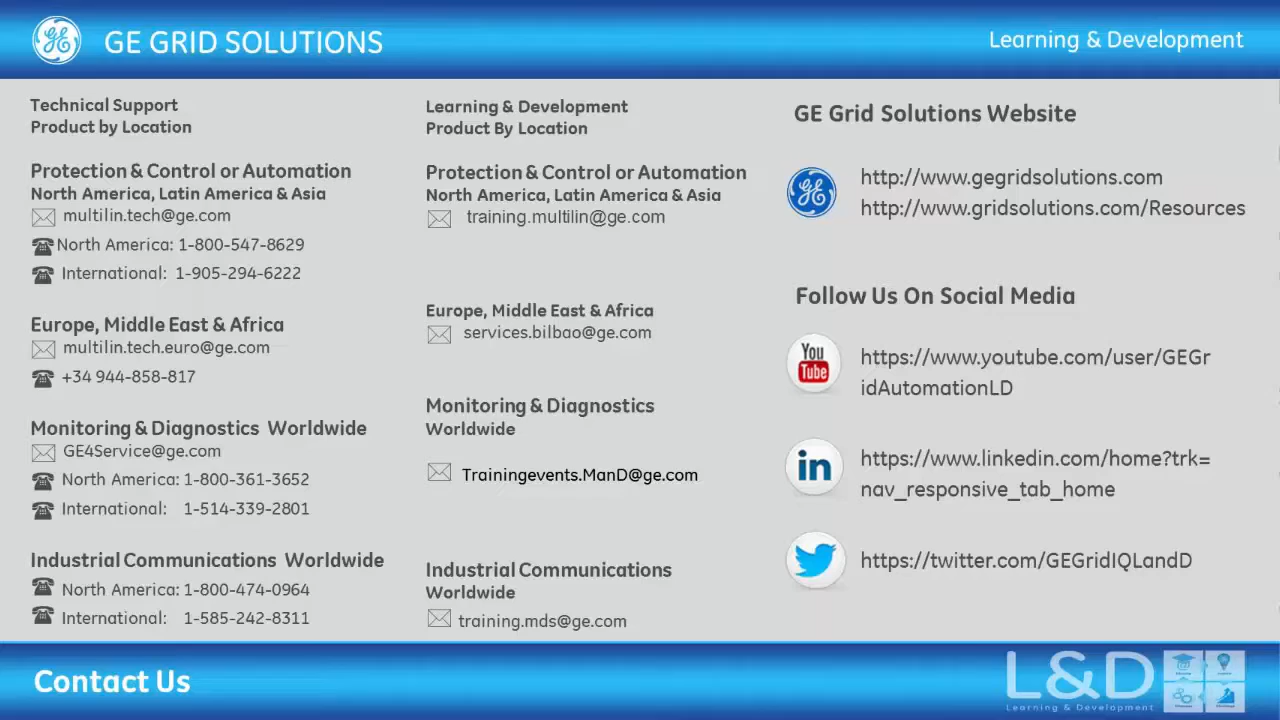 GE GRID SOLUTIONS
Learning & Development
Technical Support
Product by Location
Protection & Control or Automation
North America, Latin America & Asia
multilin.tech@ge.com
North America: 1-800-547-8629
International: 1-905-294-6222
Europe, Middle East & Africa
multilin.tech.euro@ge.com
+34 944-858-817
Monitoring & Diagnostics Worldwide
GE4Service@ge.com
North America: 1-800-361-3652
International: 1-514-339-2801
Industrial Communications Worldwide
North America: 1-800-474-0964
International: 1-585-242-8311
Learning & Development
Product By Location
Protection & Control or Automation
North America, Latin America & Asia
training.multilin@ge.com
Europe, Middle East & Africa
services.bilbao@ge.com
Monitoring & Diagnostics
Worldwide
Trainingevents.ManD@ge.com
Industrial Communications
Worldwide
training.mds@ge.com
GE Grid Solutions Website
http://www.gegridsolutions.com
http://www.gridsolutions.com/Resources
Follow Us On Social Media
You
Tube
https://www.youtube.com/user/GEGr
idAutomationLD
in
https://www.linkedin.com/home?trk=
nav_responsive_tab_home
https://twitter.com/GEGridIQLandD
Contact Us
L&D
Learning & Development